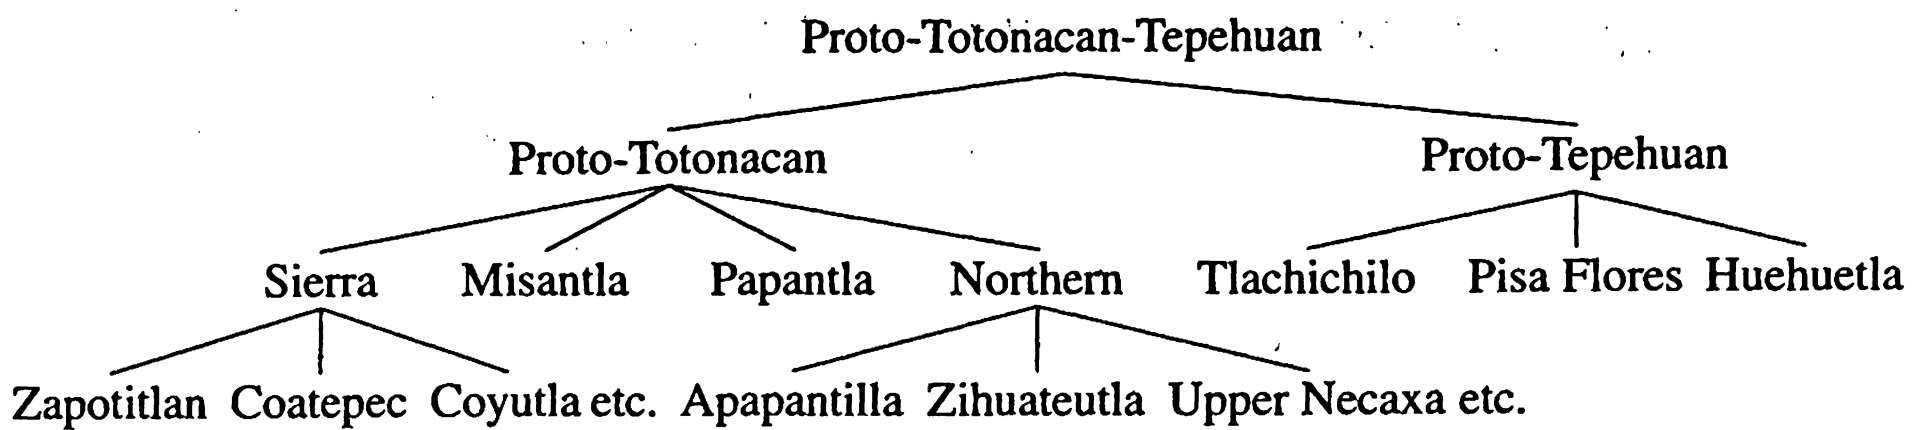 Proto-Totonacan-Tepehuan
Proto-Totonacan Proto-Tepehuan
Sierra Misantla Papantla Northern Tlachichilo Pisa Flores Huehuetla
Zapotitlan Coatepec Coyutla etc. Apapantilla Zihuateutla Upper Necaxa etc.